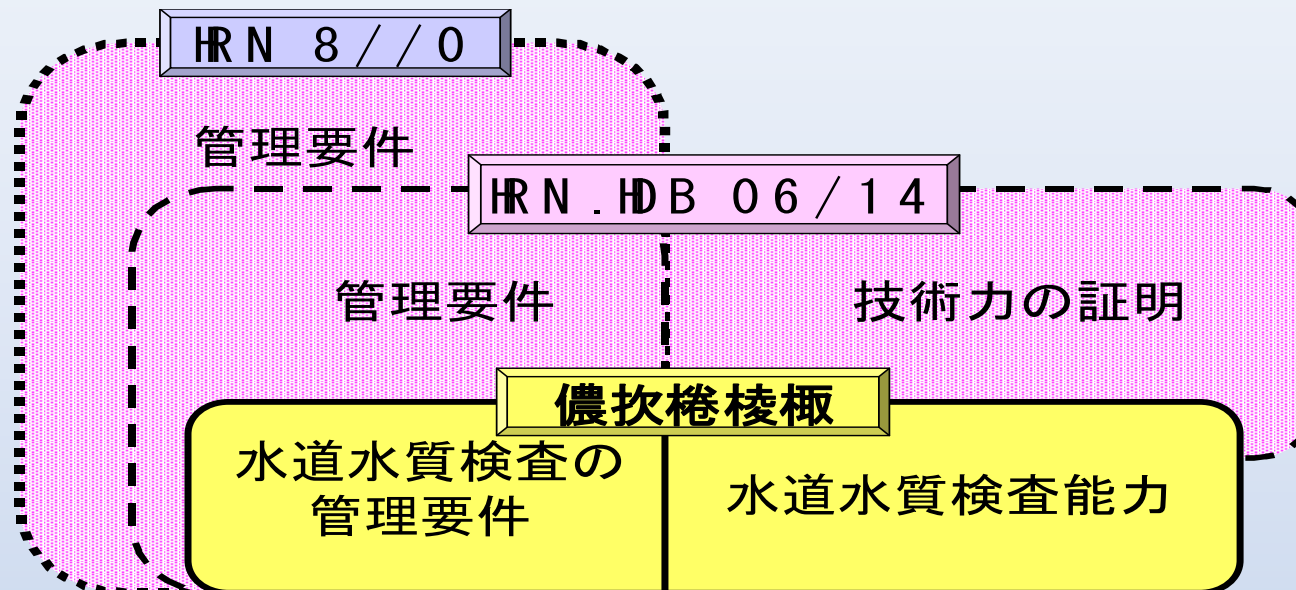 HRN 8//0
管理要件
HRN.HDB 06/14
管理要件
技術力の証明
儂扻棬棱棷
水道水質検査の
管理要件
水道水質検査能力